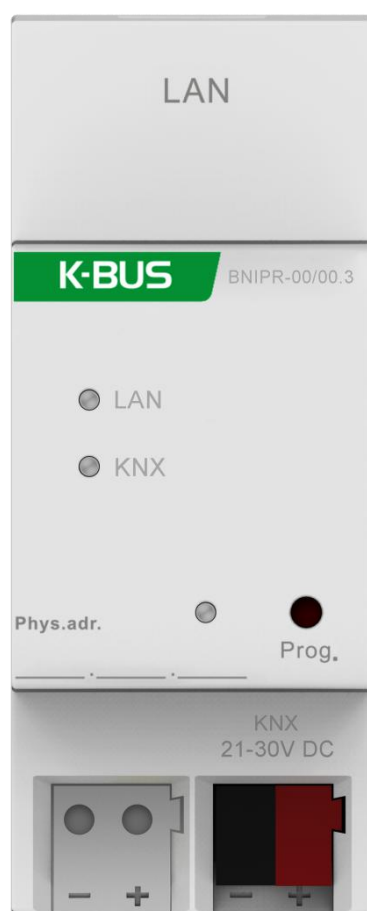 LAN
K-BUS BNIPR-00/00.3
LAN
KNX
Phys.adr.
Prog.
KNX
21-30V DC
- + - +